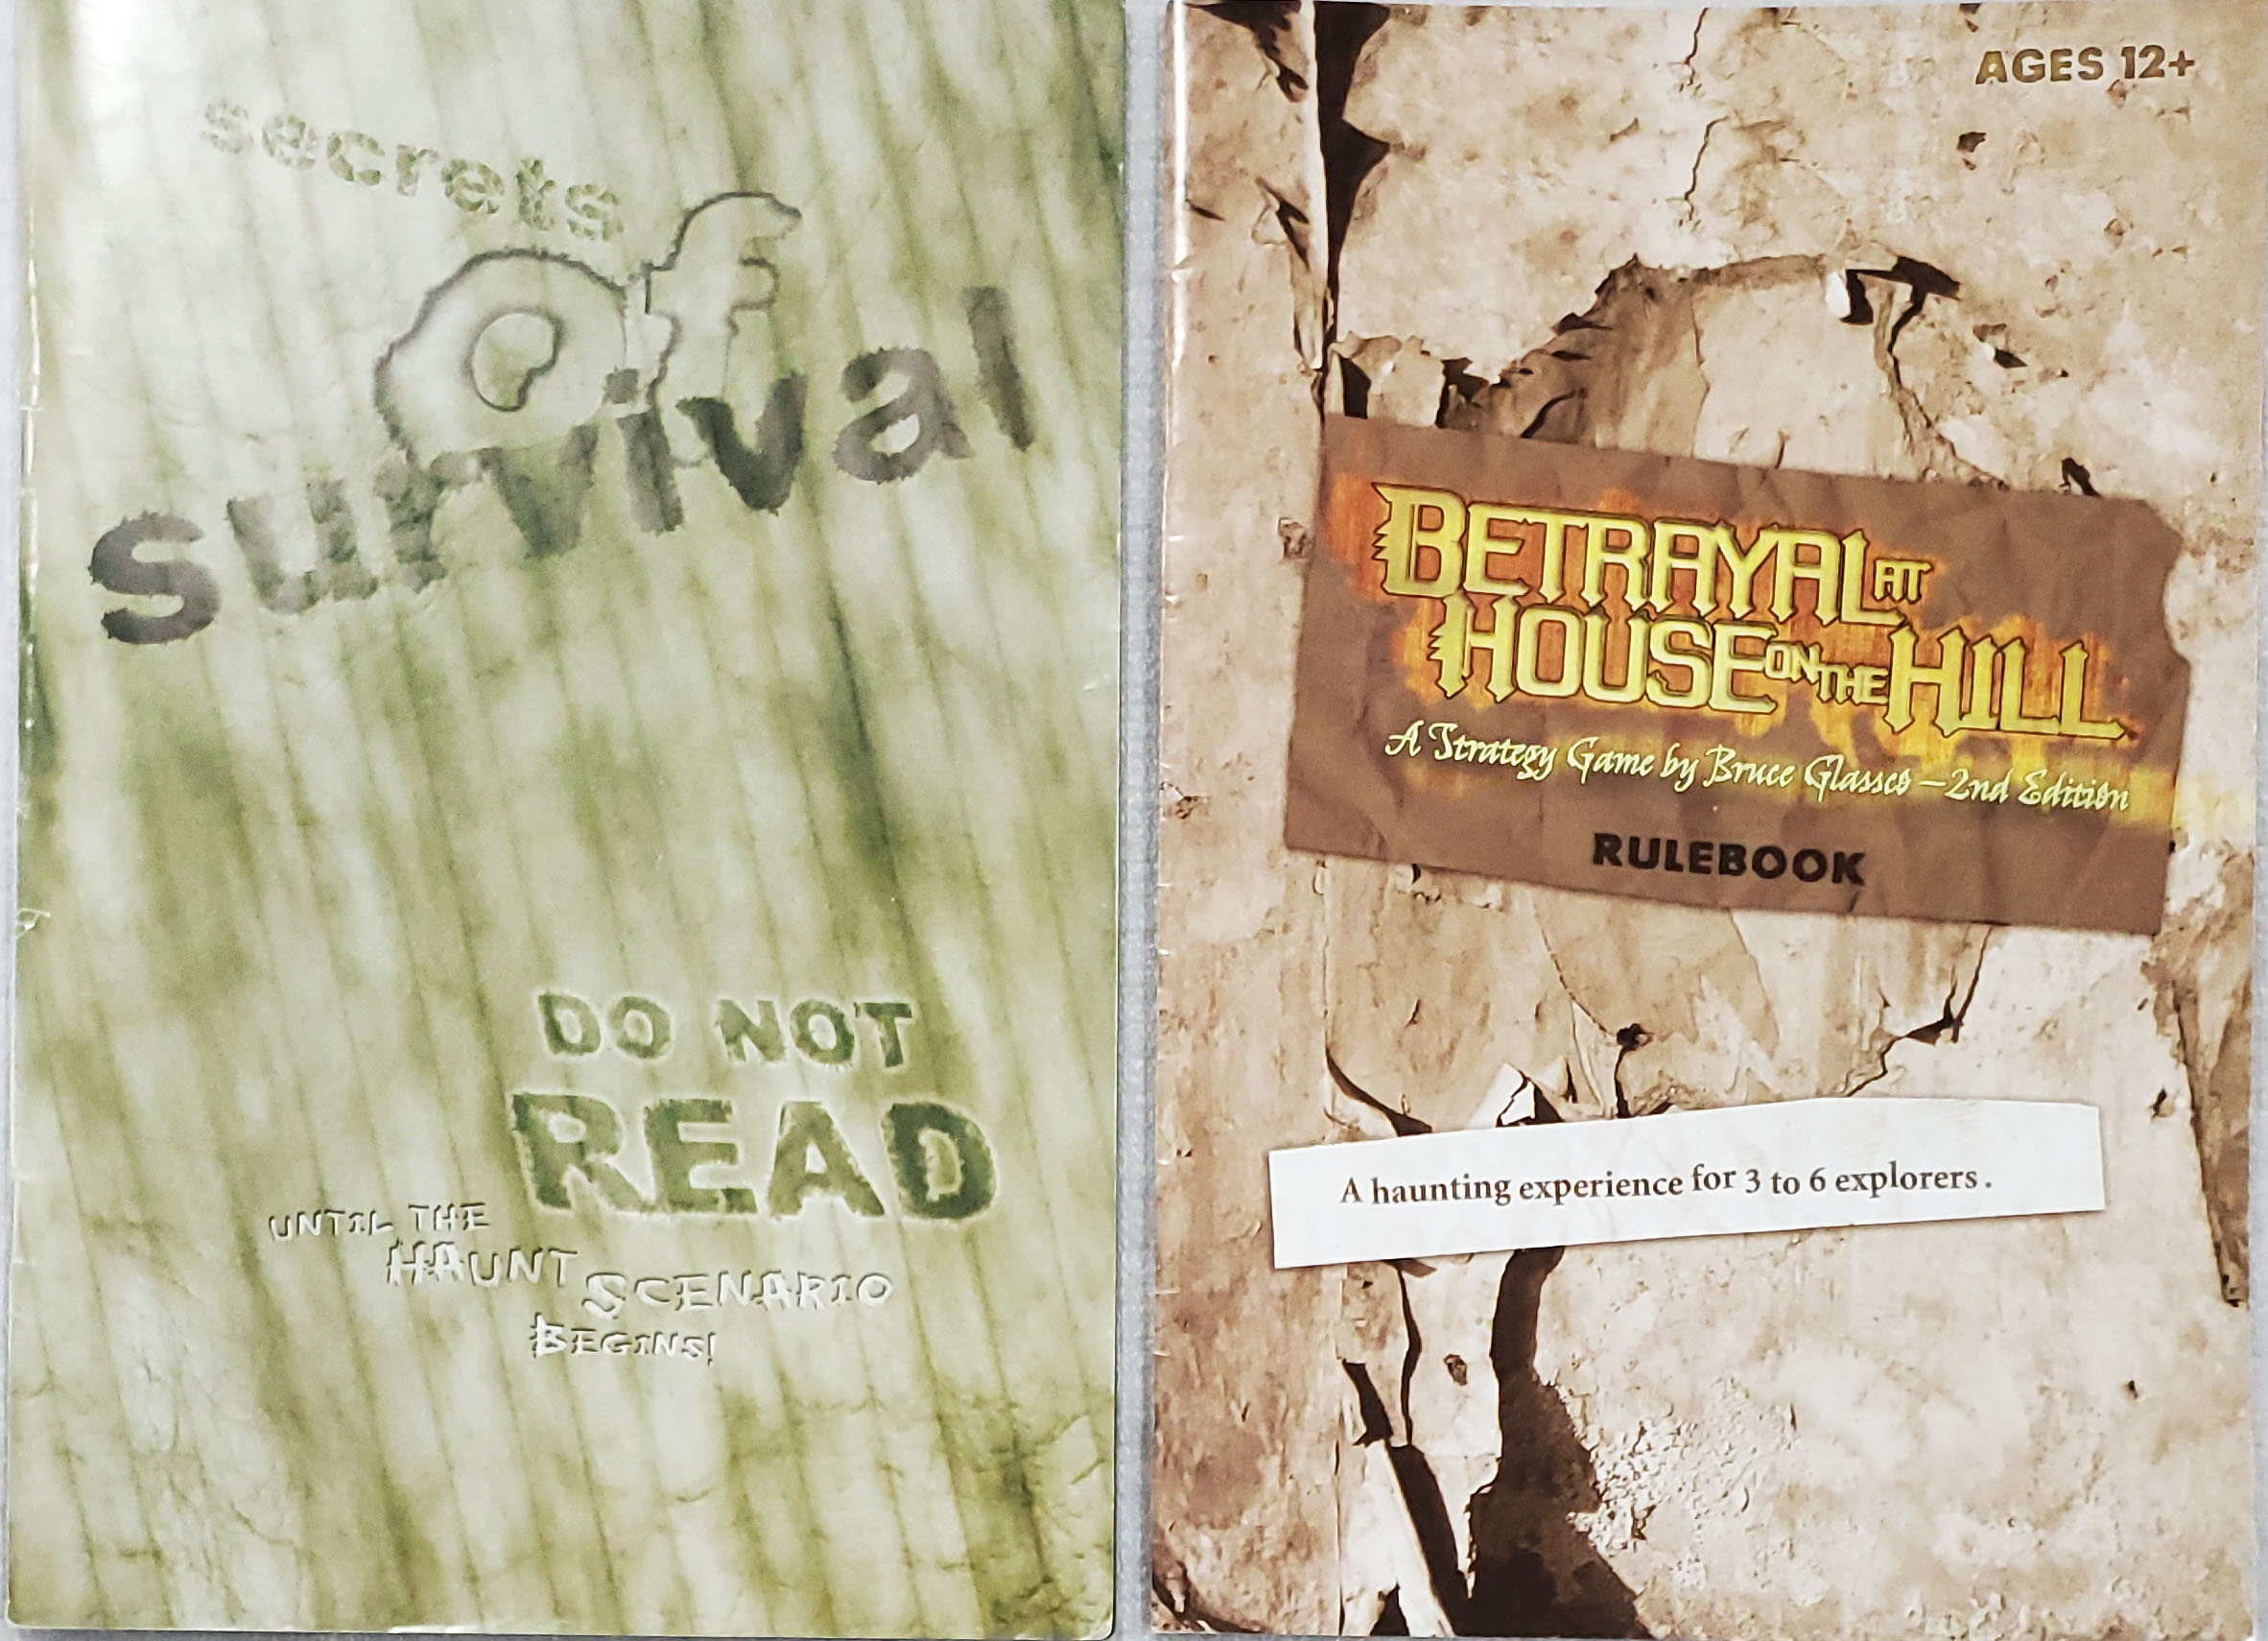 secrets
of
survival
DO NOT
READ
UNTIL THE
HAUNT SCENARIO
BEGINS!
AGES 12+
BETRAYAL AT
HOUSE ON THE HILL
A Strategy Game by Bruce Glassco – 2nd Edition
RULEBOOK
A haunting experience for 3 to 6 explorers.